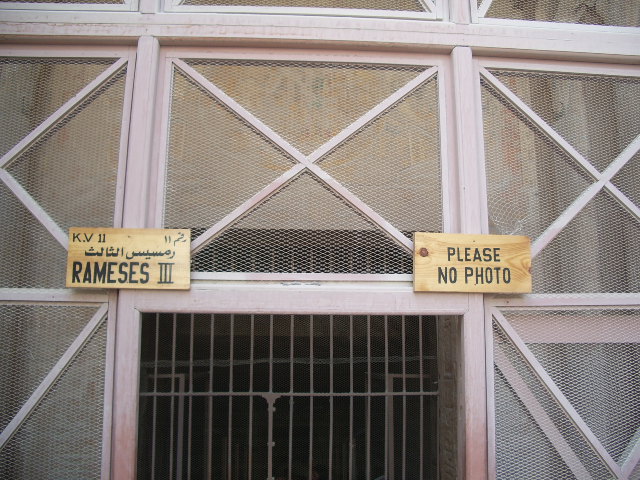 K.V 11 رقم ١١
رمسيس الثالث
RAMESES III
PLEASE
NO PHOTO